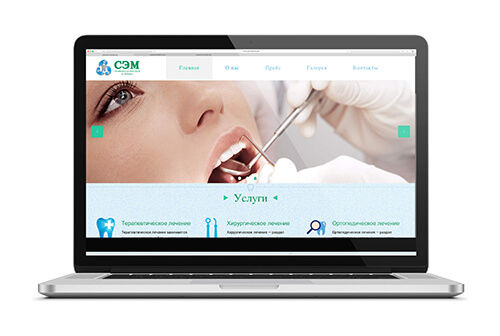 СЭМ
Главная
О нас
Прайс
Галерея
Контакты
Услуги
Терапевтическое лечение
Хирургическое лечение
Ортопедическое лечение
Терапевтическое лечение занимается
Хирургическое лечение – раздел
Ортопедическое лечение – раздел